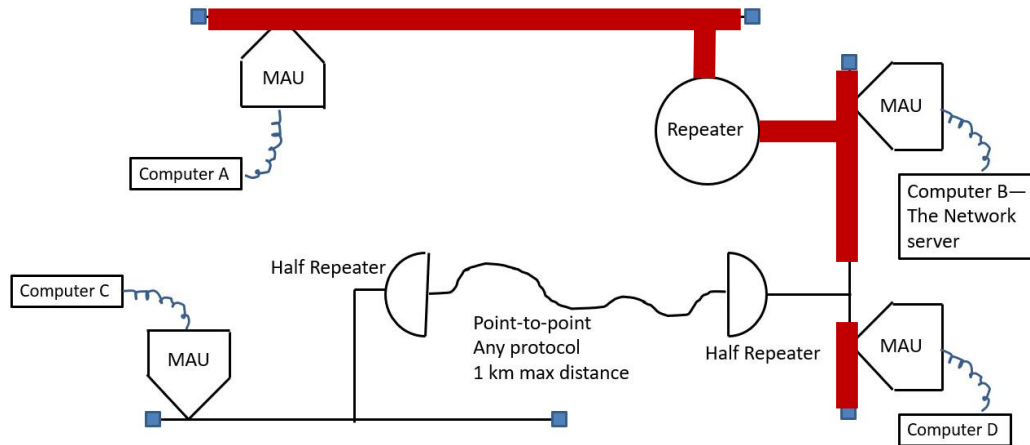 MAU
MAU
Repeater
Computer A
Computer B—
The Network
server
Half Repeater
Computer C
Point-to-point
Any protocol
1 km max distance
Half Repeater
MAU
MAU
Computer D